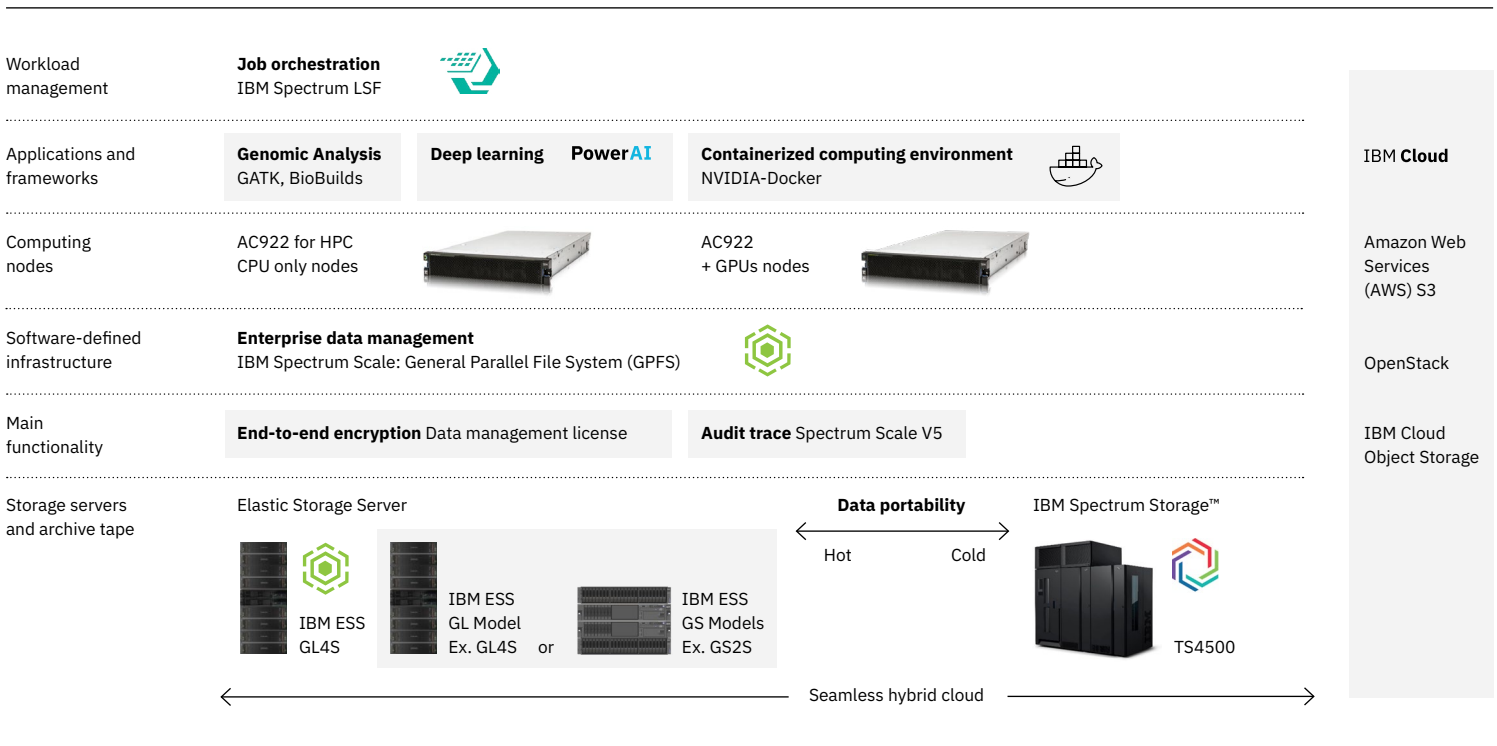 Workload
management
Job orchestration
IBM Spectrum LSF
Applications and
frameworks
Genomic Analysis
GATK, BioBuilds
Deep learning
PowerAI
Containerized computing environment
NVIDIA-Docker
Computing
nodes
AC922 for HPC
CPU only nodes
AC922
+ GPUs nodes
Software-defined
infrastructure
Enterprise data management
IBM Spectrum Scale: General Parallel File System (GPFS)
Main
functionality
End-to-end encryption Data management license
Audit trace Spectrum Scale V5
Storage servers
and archive tape
Elastic Storage Server
IBM ESS
GL4S
IBM ESS
GL Model
Ex. GL4S or
IBM ESS
GS Models
Ex. GS2S
Data portability
Hot Cold
IBM Spectrum Storage™
TS4500
Seamless hybrid cloud
IBM Cloud
Amazon Web
Services
(AWS) S3
OpenStack
IBM Cloud
Object Storage